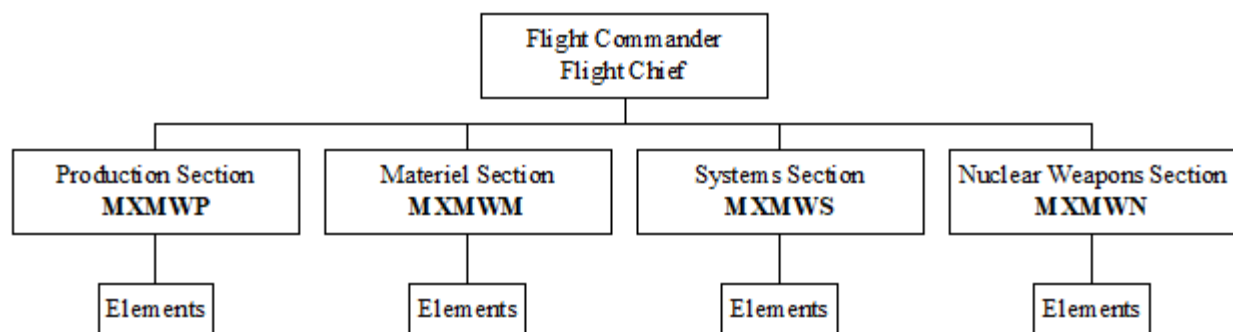 Flight Commander
Flight Chief
Production Section
MXMWP
Materiel Section
MXMWM
Systems Section
MXMWS
Nuclear Weapons Section
MXMWN
Elements
Elements
Elements
Elements